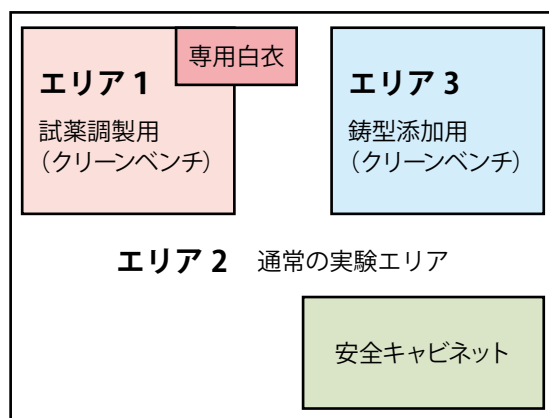 専用白衣
エリア 1
試薬調製用
（クリーンベンチ）
エリア 3
鋳型添加用
（クリーンベンチ）
エリア 2 通常の実験エリア
安全キャビネット